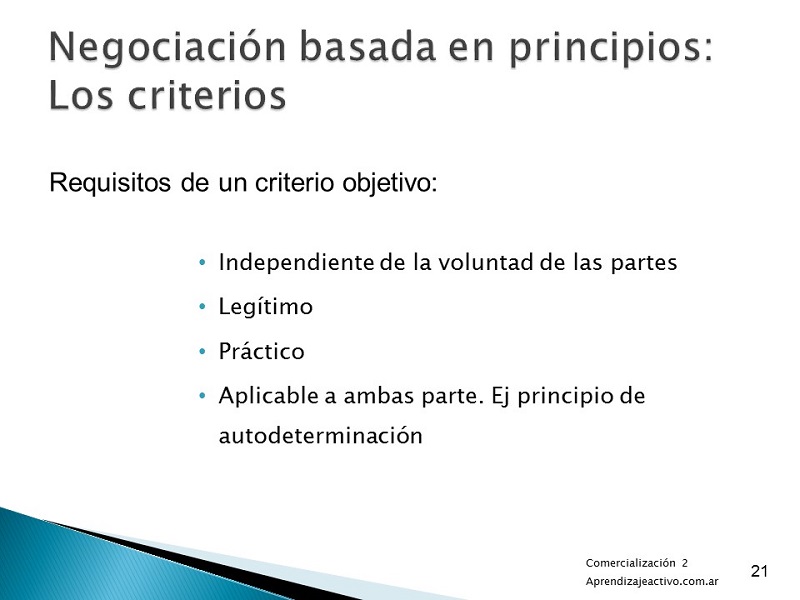 Negociación basada en principios:
Los criterios
Requisitos de un criterio objetivo:
• Independiente de la voluntad de las partes
• Legítimo
• Práctico
• Aplicable a ambas parte. Ej principio de
autodeterminación
Comercialización 2
Aprendizajeactivo.com.ar
21